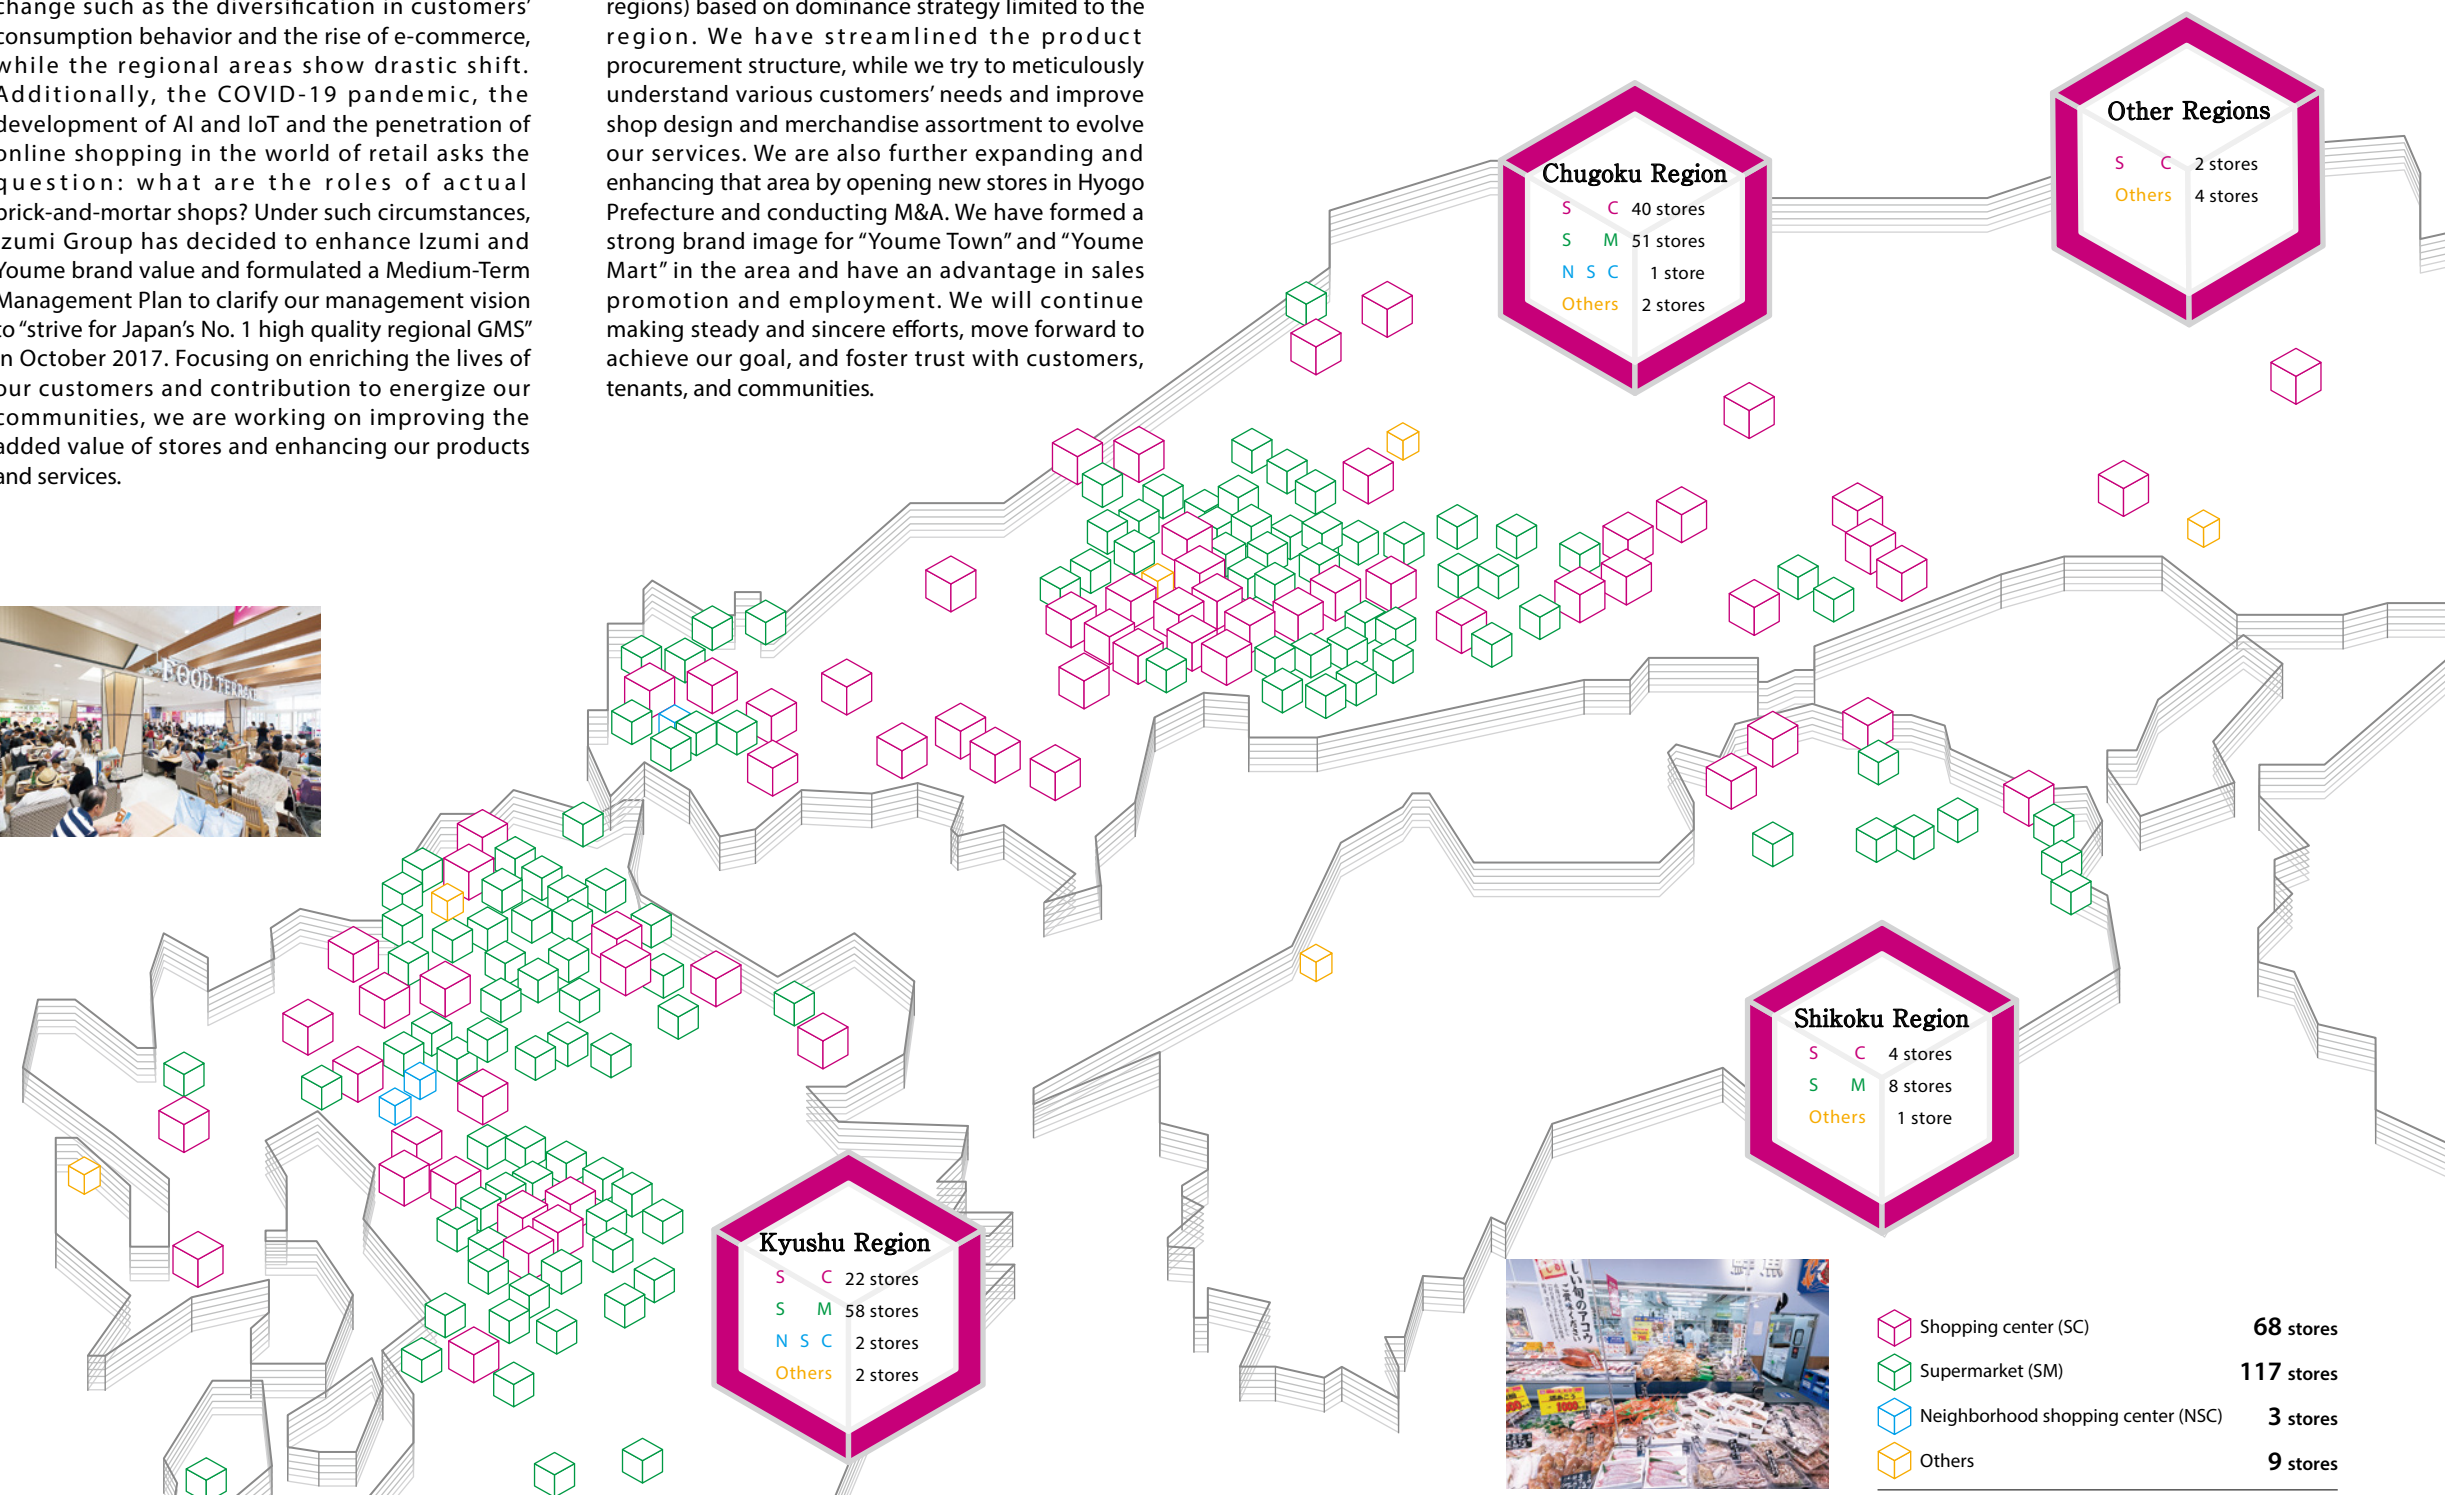 change such as the diversification in customers'
consumption behavior and the rise of e-commerce,
while the regional areas show drastic shift.
Additionally, the COVID-19 pandemic, the
development of AI and IoT and the penetration of
online shopping in the world of retail asks the
question: what are the roles of actual
brick-and-mortar shops? Under such circumstances,
Izumi Group has decided to enhance Izumi and
Youme brand value and formulated a Medium-Term
Management Plan to clarify our management vision
to “strive for Japan’s No. 1 high quality regional GMS”
in October 2017. Focusing on enriching the lives of
our customers and contribution to energize our
communities, we are working on improving the
added value of stores and enhancing our products
and services.
regions) based on dominance strategy limited to the
region. We have streamlined the product
procurement structure, while we try to meticulously
understand various customers’ needs and improve
shop design and merchandise assortment to evolve
our services. We are also further expanding and
enhancing that area by opening new stores in Hyogo
Prefecture and conducting M&A. We have formed a
strong brand image for “Youme Town” and “Youme
Mart” in the area and have an advantage in sales
promotion and employment. We will continue
making steady and sincere efforts, move forward to
achieve our goal, and foster trust with customers,
tenants, and communities.
Chugoku Region
S C 40 stores
S M 51 stores
N S C 1 store
Others 2 stores
Other Regions
S C 2 stores
Others 4 stores
FOOD TERRACE
Shikoku Region
S C 4 stores
S M 8 stores
Others 1 store
Kyushu Region
S C 22 stores
S M 58 stores
N S C 2 stores
Others 2 stores
Shopping center (SC) 68 stores
Supermarket (SM) 117 stores
Neighborhood shopping center (NSC) 3 stores
Others 9 stores